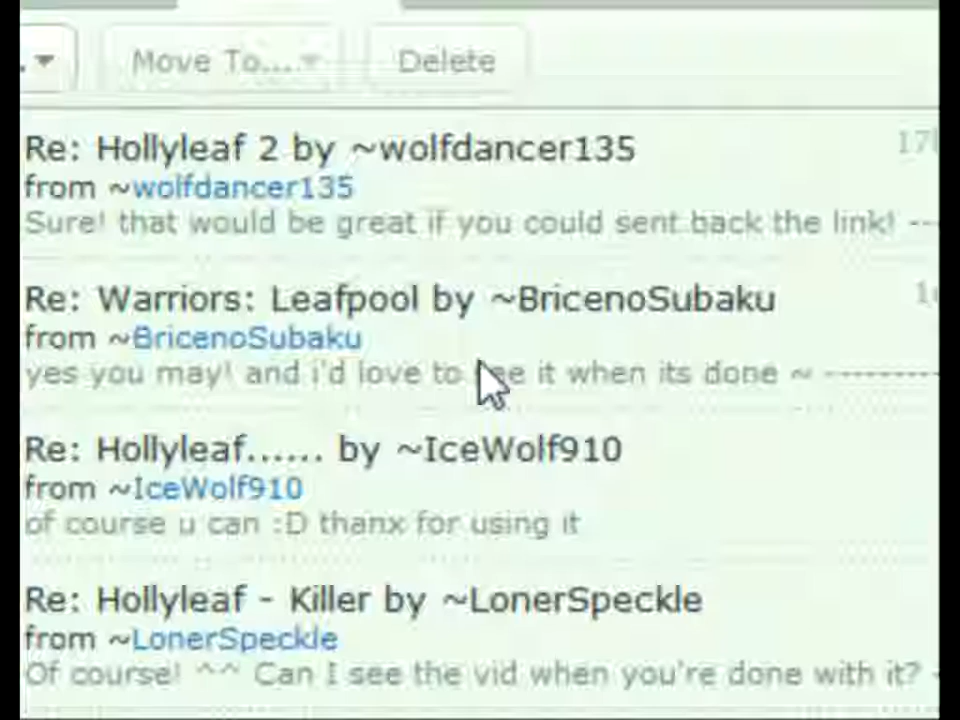 Move To....
Delete
Re: Hollyleaf 2 by ~wolfdancer135
from ~wolfdancer135
Sure! that would be great if you could sent back the link! ---
Re: Warriors: Leafpool by ~BricenoSubaku
from ~BricenoSubaku
yes you may! and i'd love to see it when its done ~ ----------
Re: Hollyleaf...... by ~IceWolf910
from ~IceWolf910
of course u can :D thanx for using it
Re: Hollyleaf - Killer by ~LonerSpeckle
from ~LonerSpeckle
Of course! ^^ Can I see the vid when you're done with it? -